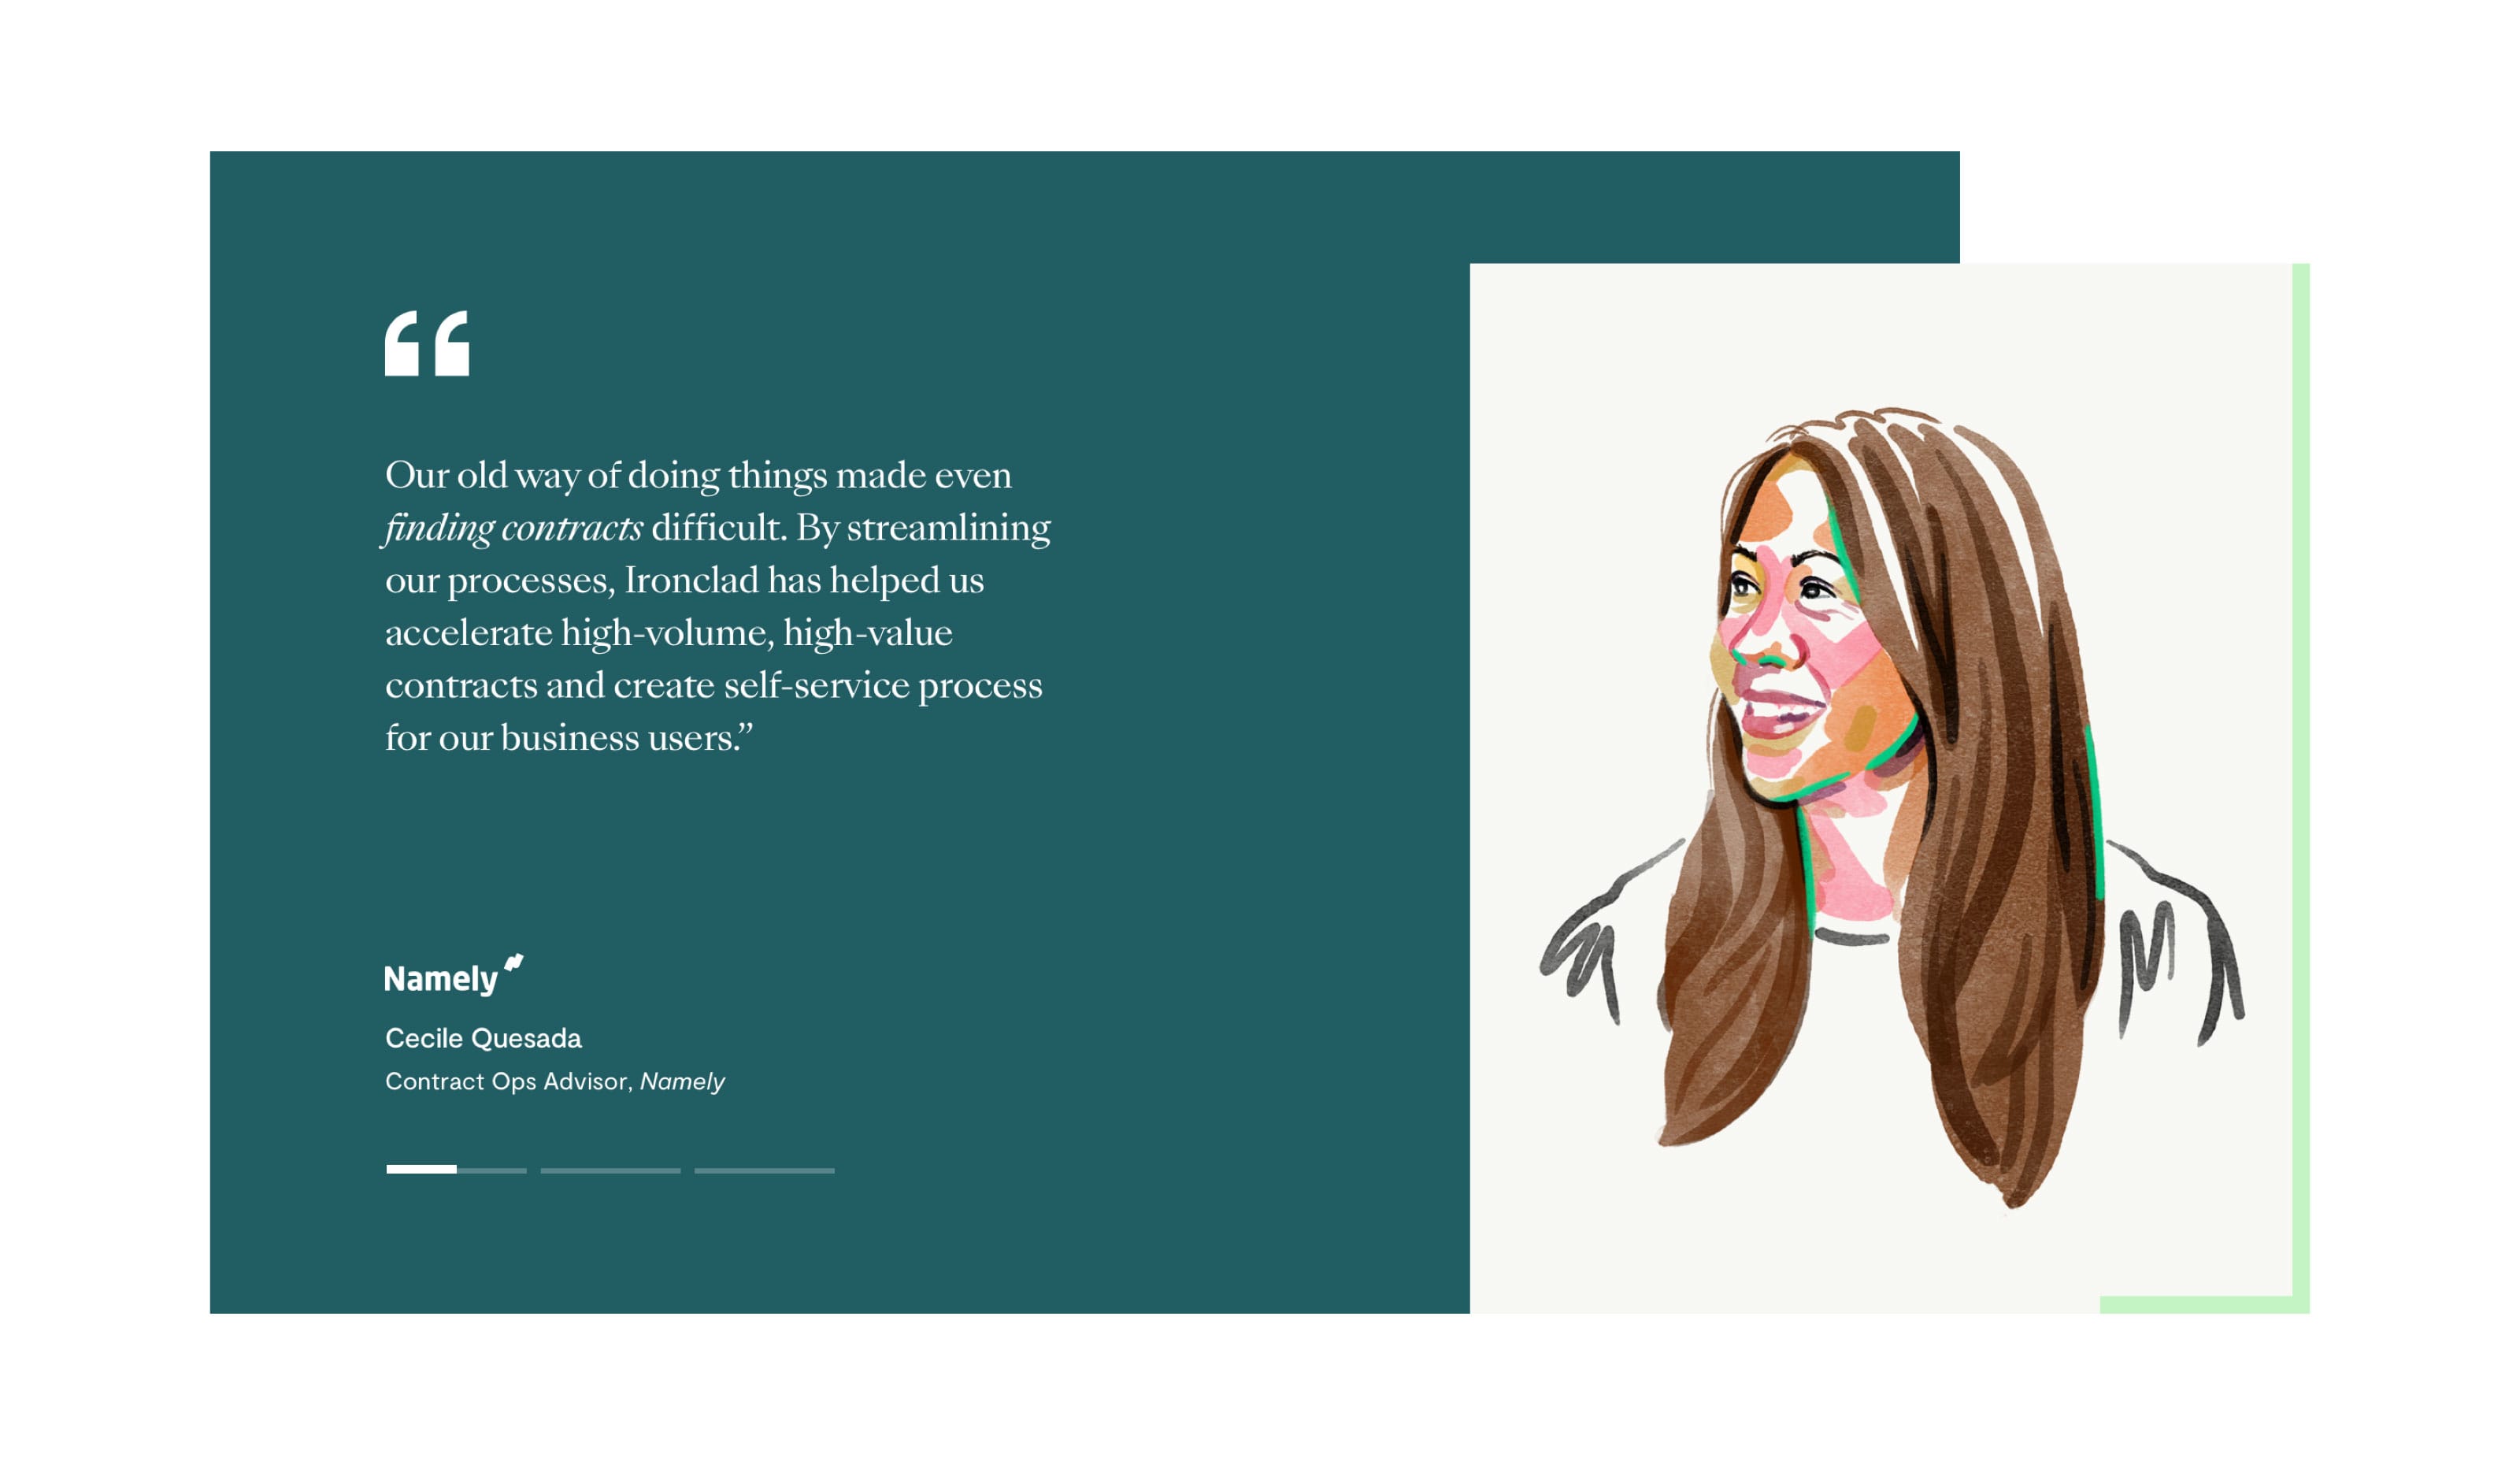 “
Our old way of doing things made even
finding contracts difficult. By streamlining
our processes, Ironclad has helped us
accelerate high-volume, high-value
contracts and create self-service process
for our business users.”
Namely
Cecile Quesada
Contract Ops Advisor, Namely